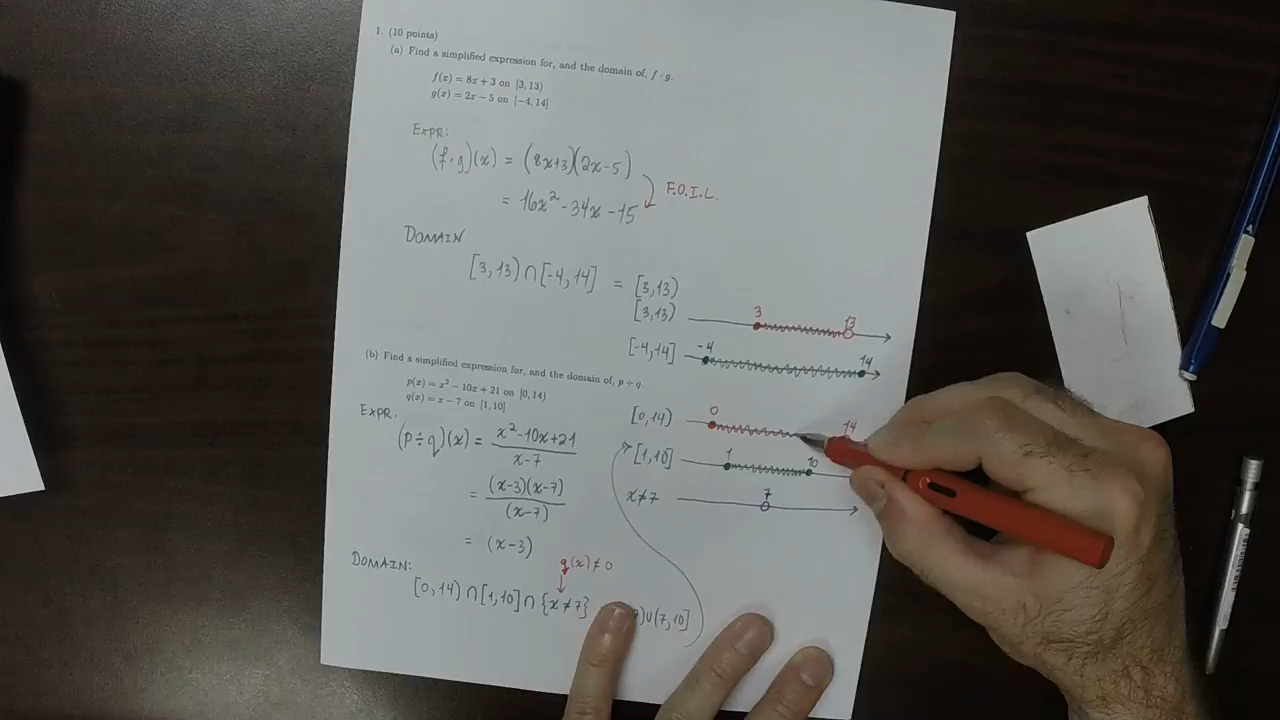 1. (10 points)
(a) Find a simplified expression for, and the domain of, f · g.
f(x) = 8x + 3 on [3, 13)
g(x) = 2x − 5 on [−4, 14]
EXPR:
(f·g)(x) = (8x+3)(2x−5)
= 16x² −34x −15
F.O.I.L.
DOMAIN
[3,13) ∩ [-4,14] = [3,13)
[3,13) 3 13
[-4,14] -4 14
(b) Find a simplified expression for, and the domain of, p ÷ q.
p(x) = x² − 10x + 21 on [0, 14)
q(x) = x − 7 on [1, 10]
EXPR.
(p÷q)(x) = x²−10x+21 / x−7
= (x−3)(x−7) / (x−7)
= (x−3)
[0,14) 0 14
[1,10] 1 10
x≠7 7
DOMAIN:
q(x) ≠ 0
[0,14) ∩ [1,10] ∩ {x≠7} 7)∪(7,10]